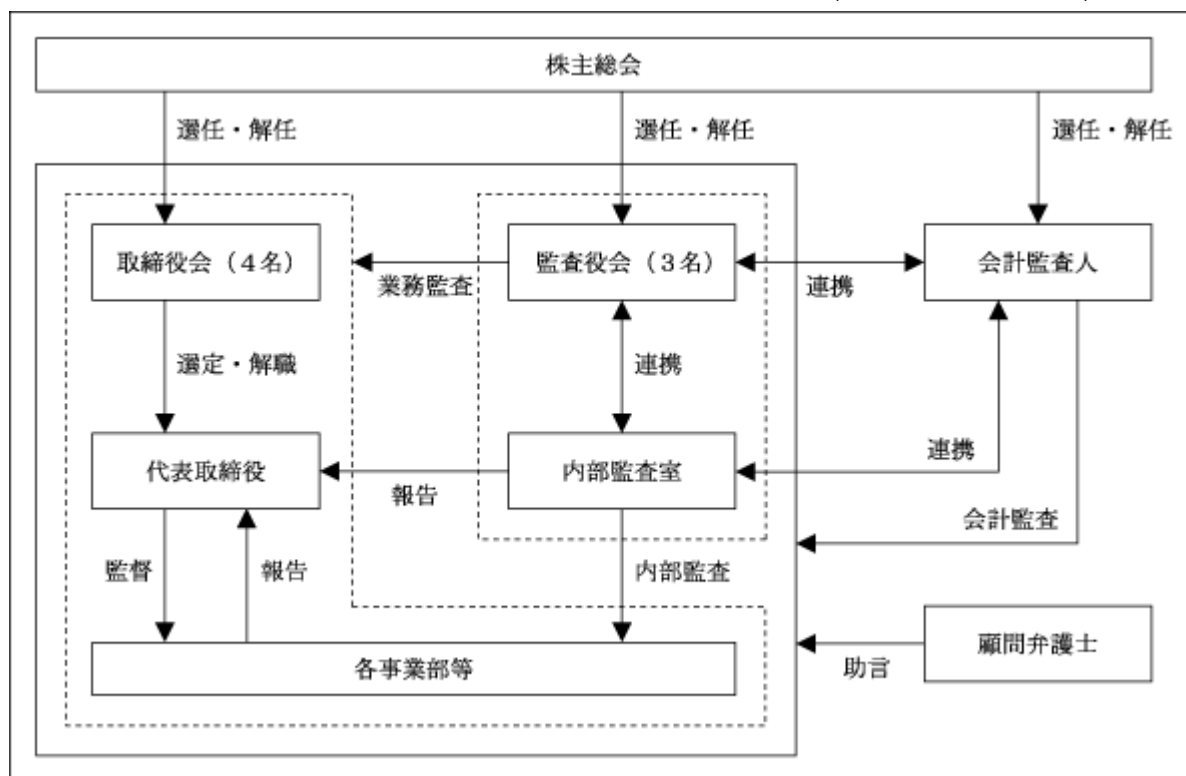 株主総会
選任・解任
選任・解任
選任・解任
取締役会（４名）
業務監査
監査役会（３名）
連携
会計監査人
選定・解職
連携
代表取締役
報告
内部監査室
連携
会計監査
監督
報告
内部監査
各事業部等
助言
顧問弁護士